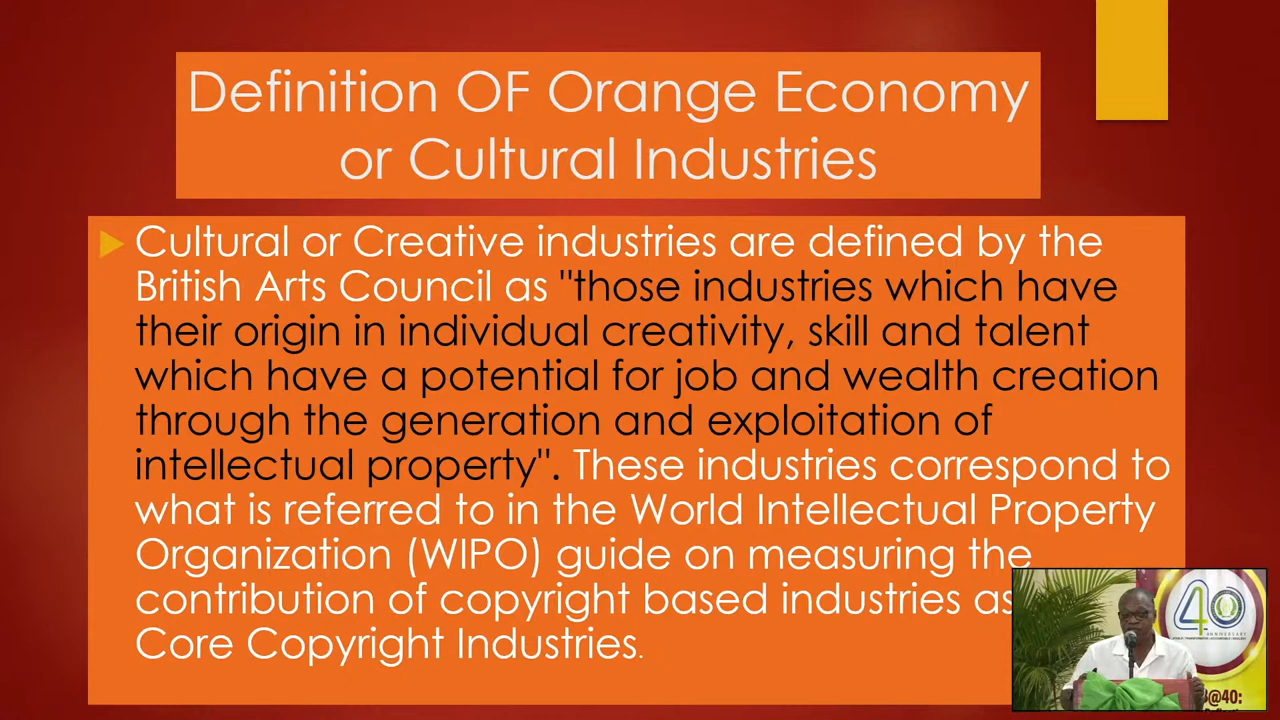 Definition OF Orange Economy
or Cultural Industries
Cultural or Creative industries are defined by the
British Arts Council as "those industries which have
their origin in individual creativity, skill and talent
which have a potential for job and wealth creation
through the generation and exploitation of
intellectual property". These industries correspond to
what is referred to in the World Intellectual Property
Organization (WIPO) guide on measuring the
contribution of copyright based industries as
Core Copyright Industries.
40
ANNIVERSARY
@40: